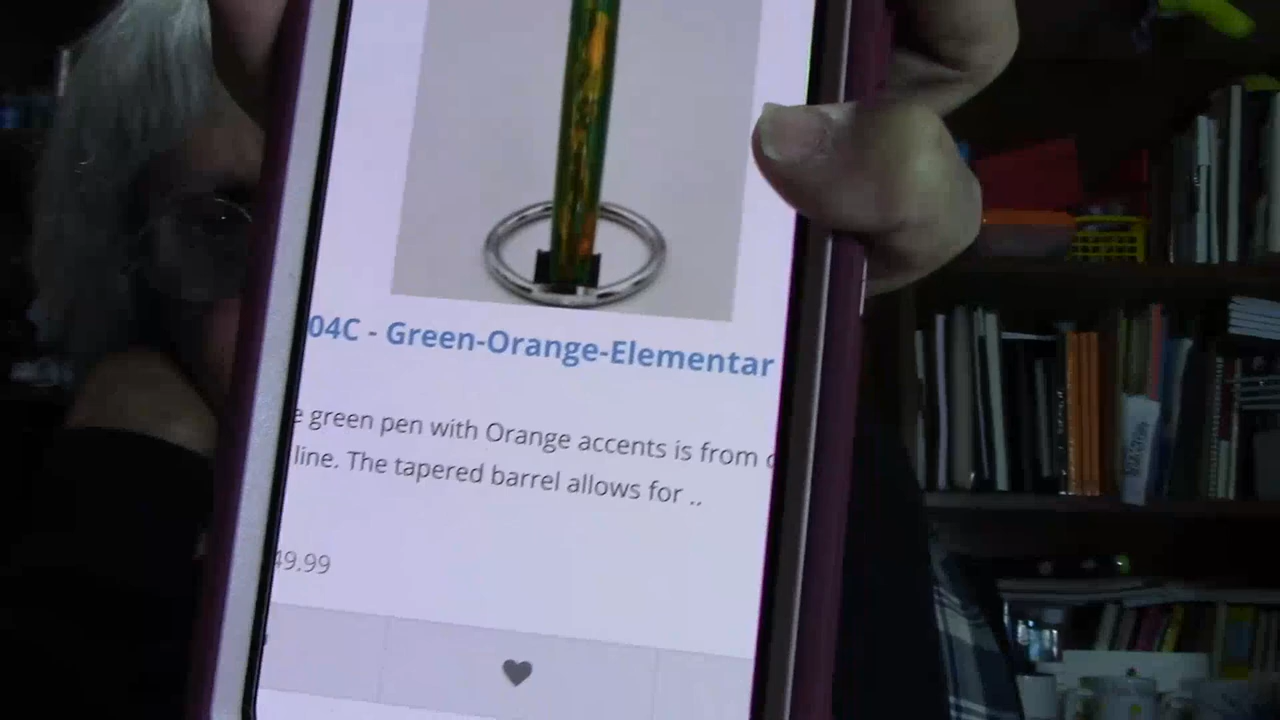 04C - Green-Orange-Elementar
e green pen with Orange accents is from
line. The tapered barrel allows for ..
49.99